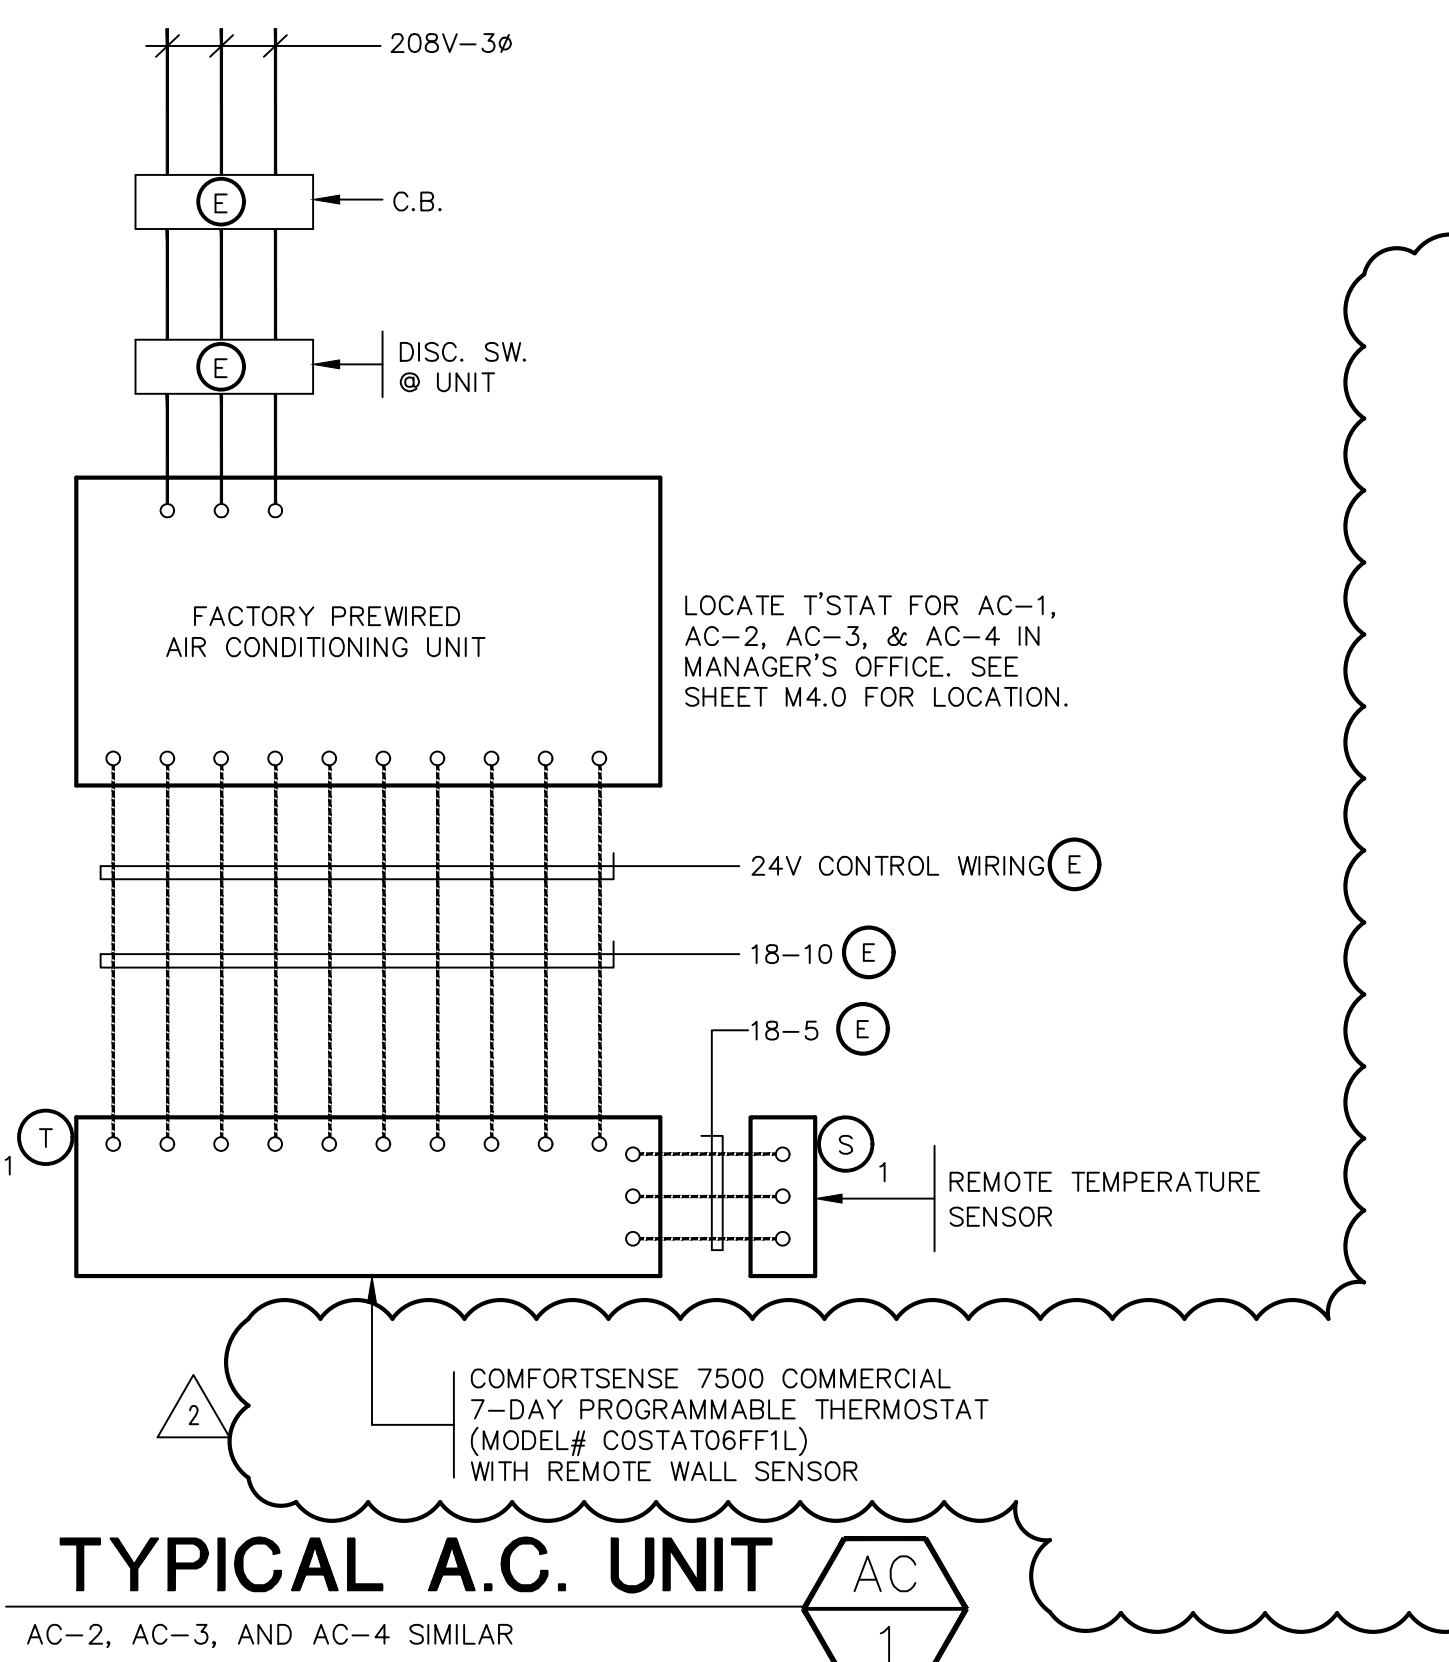 208V-3ø
E
C.B.
E
DISC. SW.
@ UNIT
FACTORY PREWIRED
AIR CONDITIONING UNIT
LOCATE T'STAT FOR AC-1,
AC-2, AC-3, & AC-4 IN
MANAGER'S OFFICE. SEE
SHEET M4.0 FOR LOCATION.
24V CONTROL WIRING E
18-10 E
18-5 E
T
1
S
1
REMOTE TEMPERATURE
SENSOR
2
COMFORTSENSE 7500 COMMERCIAL
7-DAY PROGRAMMABLE THERMOSTAT
(MODEL# C0STAT06FF1L)
WITH REMOTE WALL SENSOR
TYPICAL A.C. UNIT
AC
1
AC-2, AC-3, AND AC-4 SIMILAR